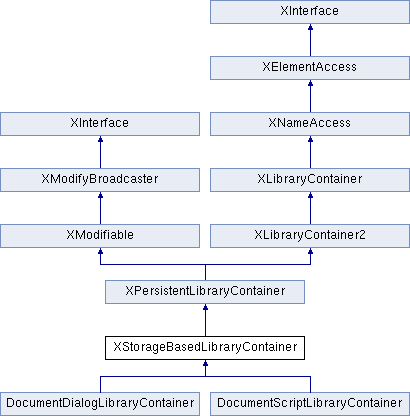 XInterface
XElementAccess
XInterface
XNameAccess
XModifyBroadcaster
XLibraryContainer
XModifiable
XLibraryContainer2
XPersistentLibraryContainer
XStorageBasedLibraryContainer
DocumentDialogLibraryContainer
DocumentScriptLibraryContainer